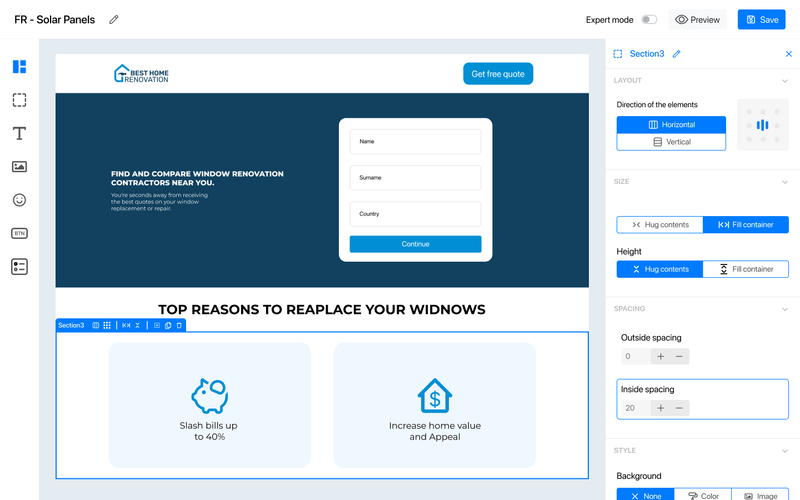 FR - Solar Panels
Expert mode
Preview
Save
BEST HOME
RENOVATION
Get free quote
FIND AND COMPARE WINDOW RENOVATION
CONTRACTORS NEAR YOU.
You're seconds away from receiving
the best quotes on your window
replacement or repair.
Name
Surname
Country
Continue
TOP REASONS TO REAPLACE YOUR WIDNOWS
Section3
Slash bills up
to 40%
Increase home value
and Appeal
BTN
Section3
LAYOUT
Direction of the elements
Horizontal
Vertical
SIZE
Hug contents
Fill container
Height
Hug contents
Fill container
SPACING
Outside spacing
0
Inside spacing
20
STYLE
Background
None
Color
Image